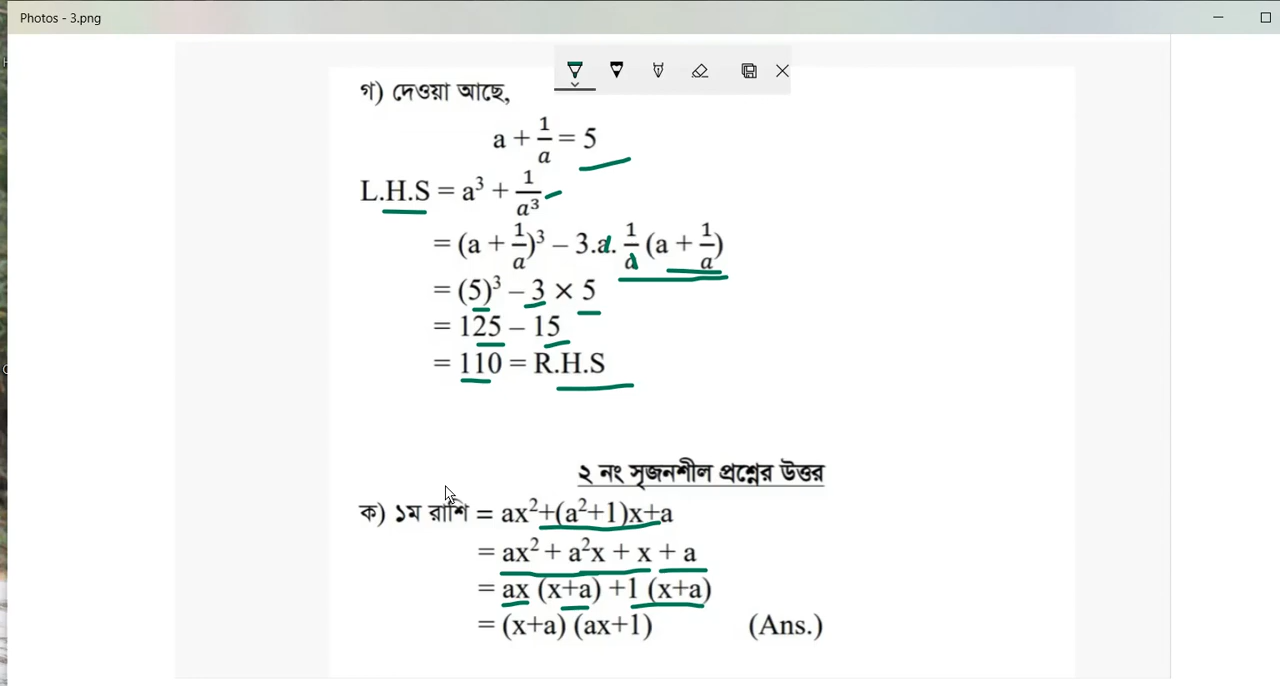 Photos - 3.png
গ) দেওয়া আছে,
a + 1/a = 5
L.H.S = a³ + 1/a³
= (a + 1/a)³ – 3.a. 1/a (a + 1/a)
= (5)³ – 3 × 5
= 125 – 15
= 110 = R.H.S
২ নং সৃজনশীল প্রশ্নের উত্তর
ক) ১ম রাশি = ax²+(a²+1)x+a
= ax² + a²x + x + a
= ax (x+a) +1 (x+a)
= (x+a) (ax+1) (Ans.)